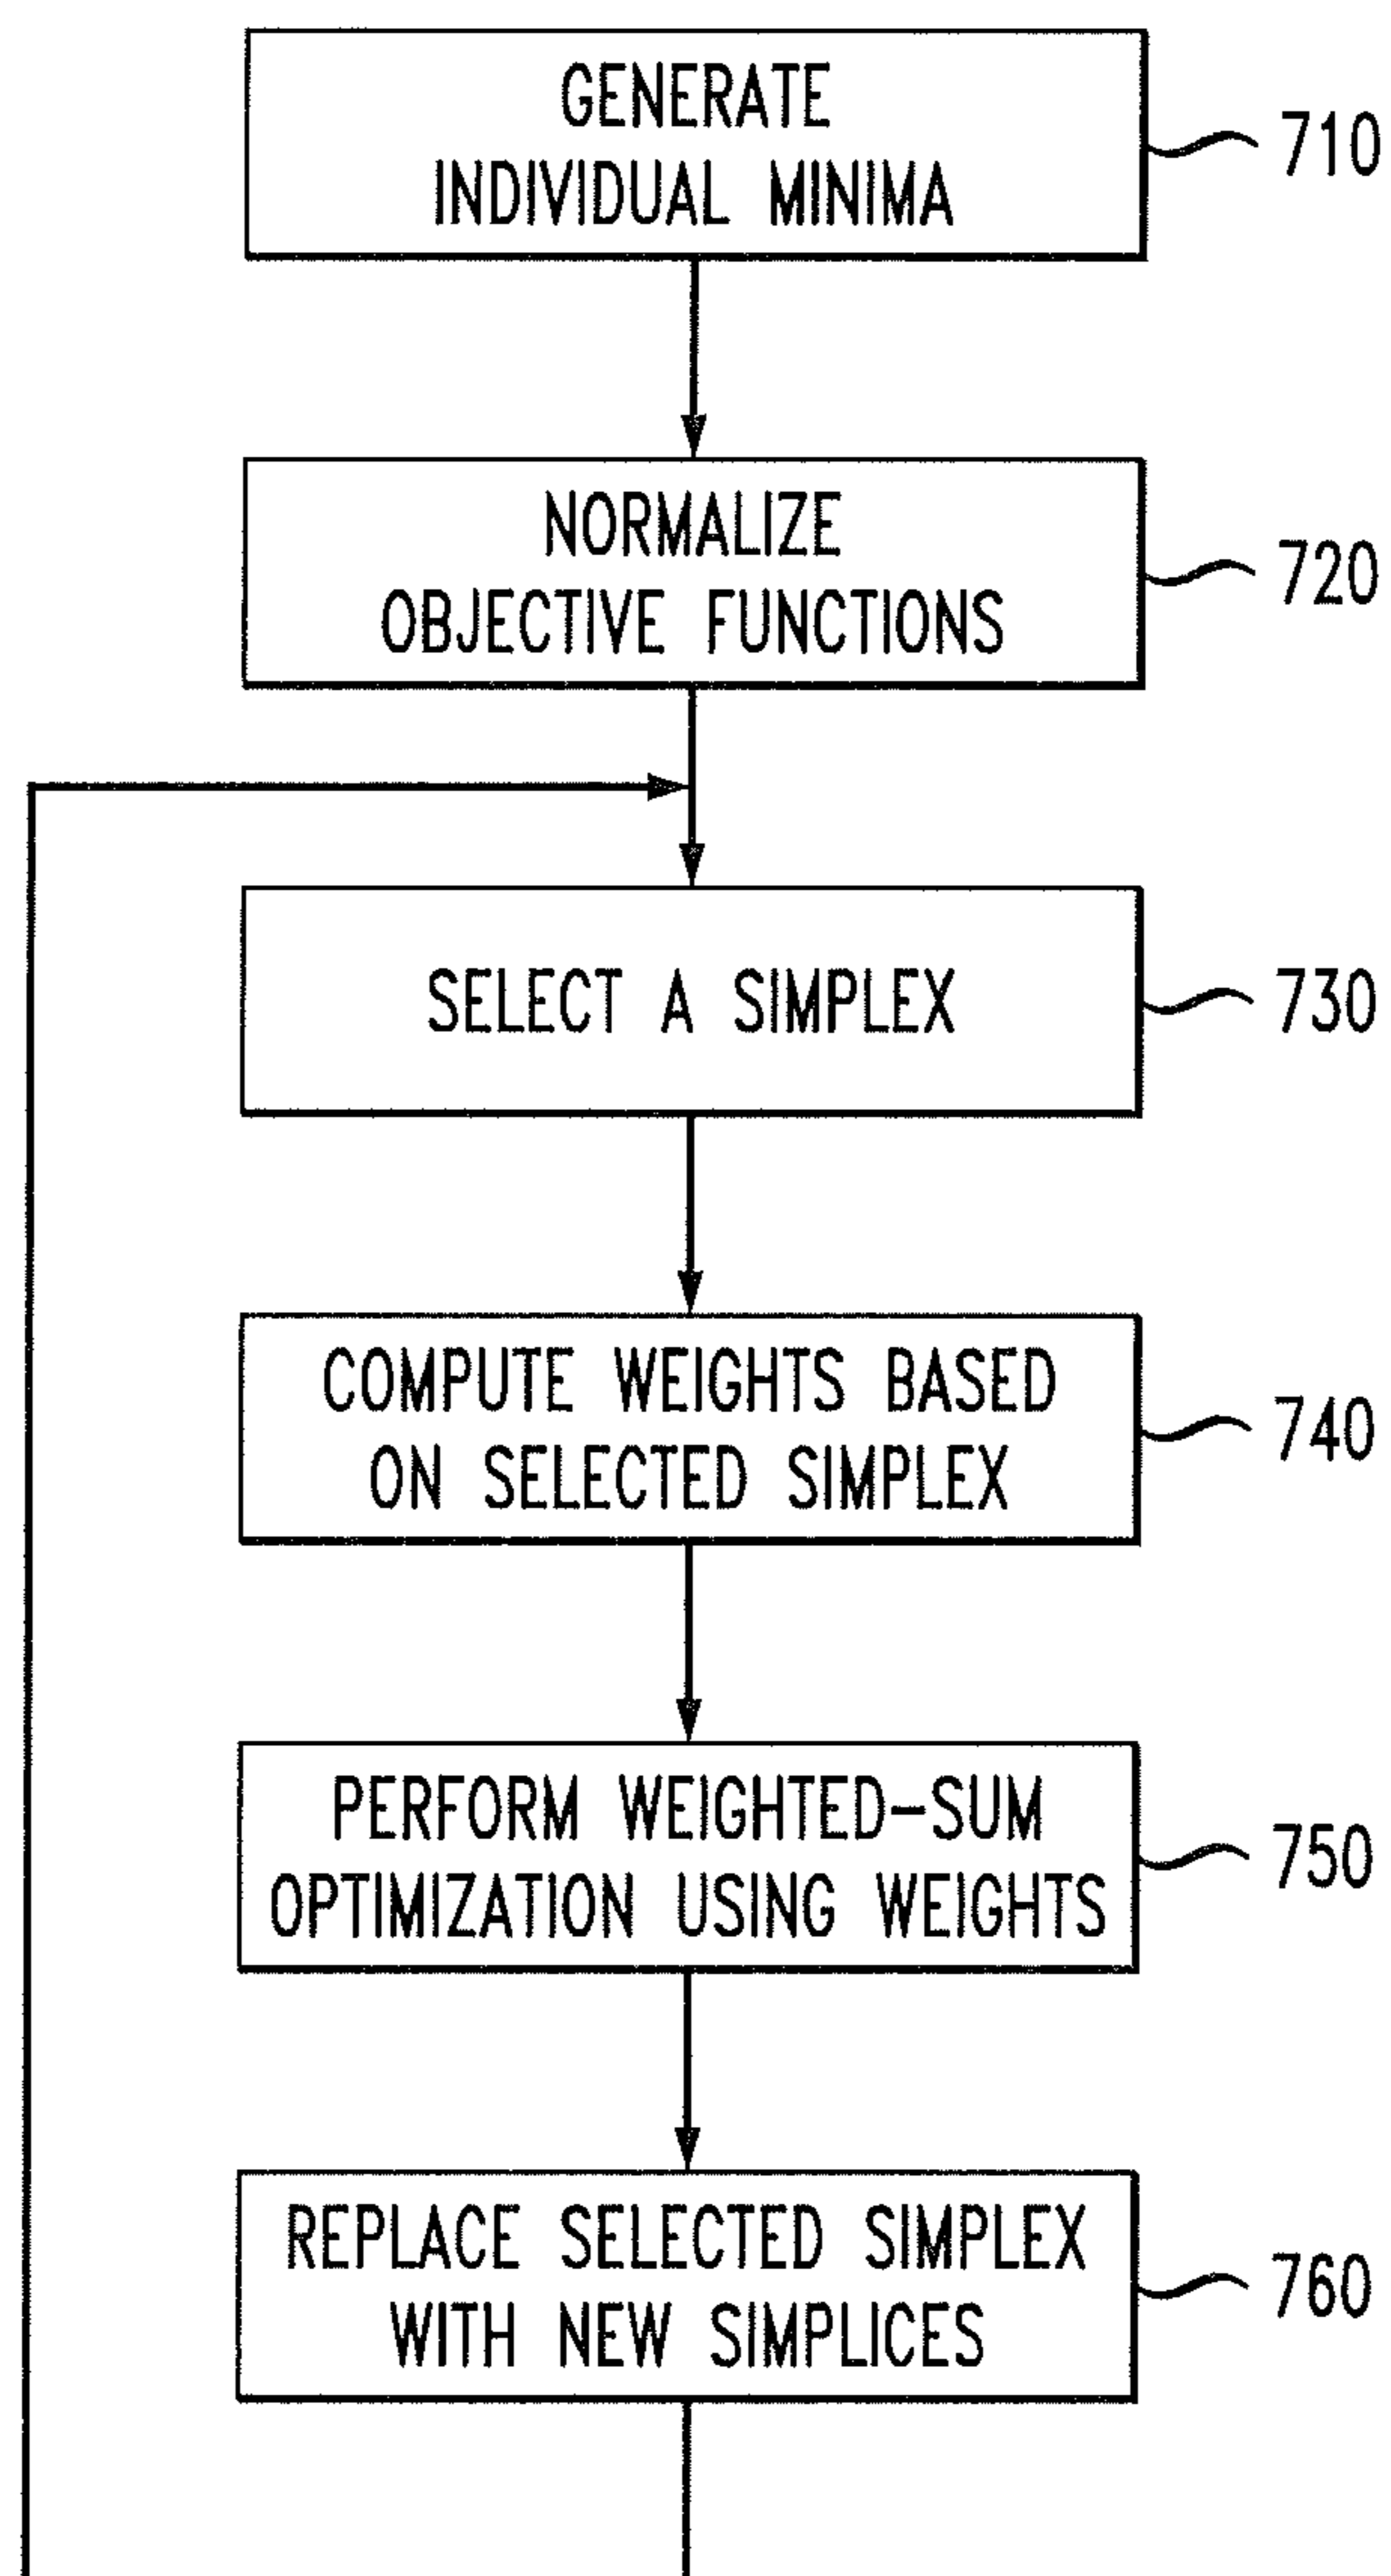 GENERATE
INDIVIDUAL MINIMA
710
NORMALIZE
OBJECTIVE FUNCTIONS
720
SELECT A SIMPLEX
730
COMPUTE WEIGHTS BASED
ON SELECTED SIMPLEX
740
PERFORM WEIGHTED-SUM
OPTIMIZATION USING WEIGHTS
750
REPLACE SELECTED SIMPLEX
WITH NEW SIMPLICES
760